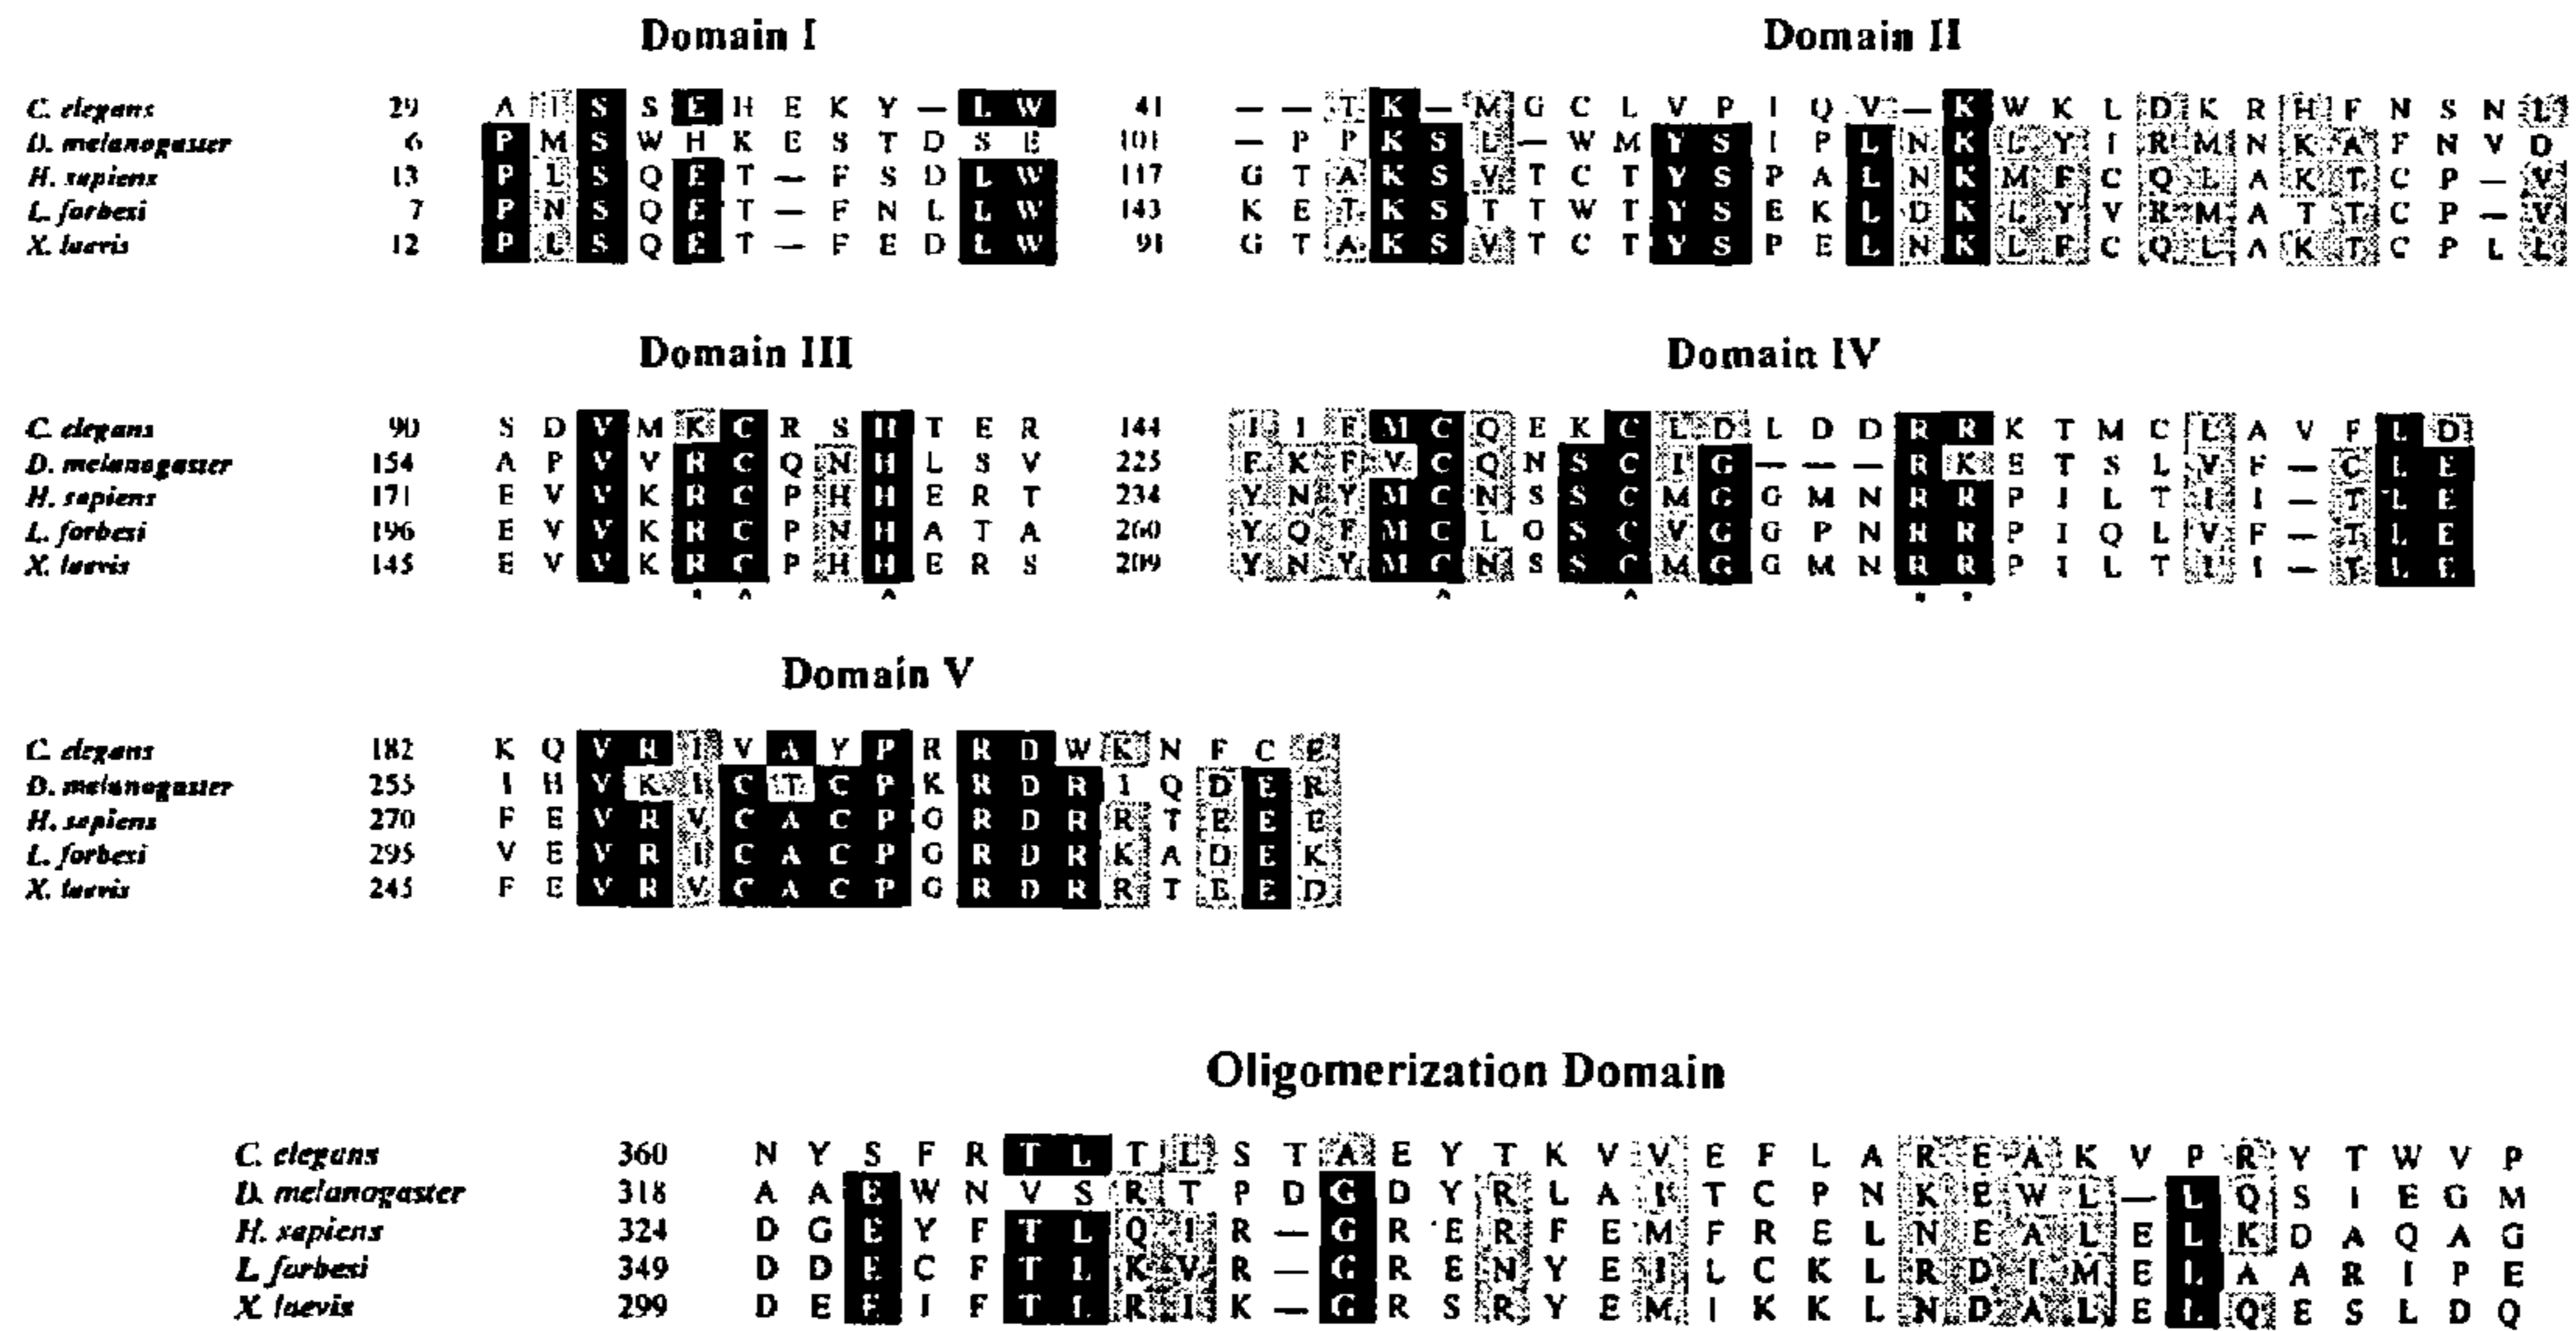 Domain I Domain II
C. elegans 29 A I S S E H E K Y – L W 41 – – T K – M G C L V P I Q V – K W K L D K R H F N S N L
D. melanogaster 6 P M S W H K E S T D S E 101 – P P K S L – W M Y S I P L N K L Y I R M N K A F N V D
H. sapiens 13 P L S Q E T – F S D L W 117 G T A K S V T C T Y S P A L N K M F C Q L A K T C P – V
L. forbesi 7 P N S Q E T – F N L L W 143 K E T K S T T W T Y S E K L D K L Y V R M A T T C P – V
X. laevis 12 P L S Q E T – F E D L W 91 G T A K S V T C T Y S P E L N K L F C Q L A K T C P L L
Domain III Domain IV
C. elegans 90 S D V M K C R S H T E R 144 I I F M C Q E K C L D L D D R R K T M C L A V F L D
D. melanogaster 154 A P V V R C Q N H L S V 225 F K F V C Q N S C I G – – – R K E T S L V F – C L E
H. sapiens 171 E V V K R C P H H E R T 234 Y N Y M C N S S C M G G M N R R P I L T I I – T L E
L. forbesi 196 E V V K R C P N H A T A 260 Y Q F M C L G S C V G G P N R R P I Q L V F – T L E
X. laevis 145 E V V K R C P H H E R S 209 Y N Y M C N S S C M G G M N R R P I L T I I – T L E
* ^ ^ ^ ^ * *
Domain V
C. elegans 182 K Q V R I V A Y P R R D W K N F C E
D. melanogaster 255 I H V K I C T C P K R D R I Q D E R
H. sapiens 270 F E V R V C A C P G R D R R T E E E
L. forbesi 295 V E V R I C A C P G R D R K A D E K
X. laevis 245 F E V R V C A C P G R D R R T E E D
Oligomerization Domain
C. elegans 360 N Y S F R T L T L S T A E Y T K V V E F L A R E A K V P R Y T W V P
D. melanogaster 318 A A E W N V S R T P D G D Y R L A I T C P N K E W L – L Q S I E G M
H. sapiens 324 D G E Y F T L Q I R – G R E R F E M F R E L N E A L E L K D A Q A G
L. forbesi 349 D D E C F T L K V R – G R E N Y E I L C K L R D I M E L A A R I P E
X. laevis 299 D E E I F T L R I K – G R S R Y E M I K K L N D A L E L Q E S L D Q